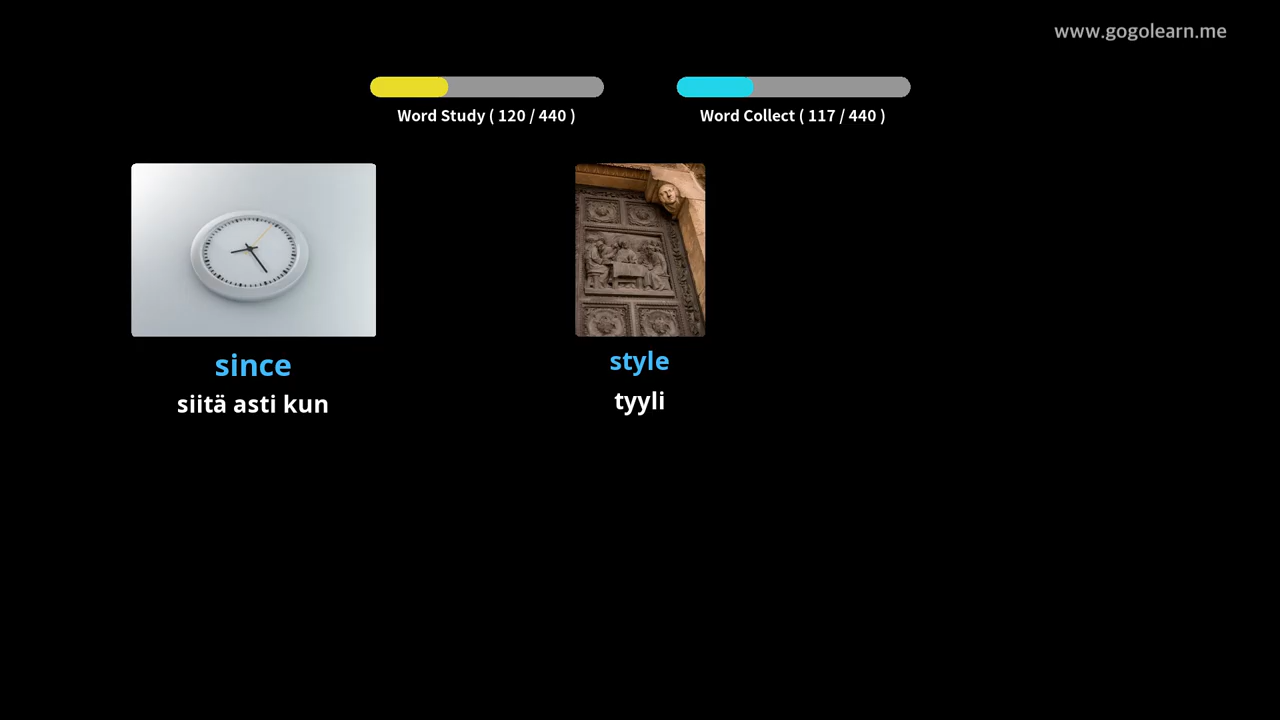 www.gogolearn.me
Word Study ( 120 / 440 )
Word Collect ( 117 / 440 )
since
siitä asti kun
style
tyyli